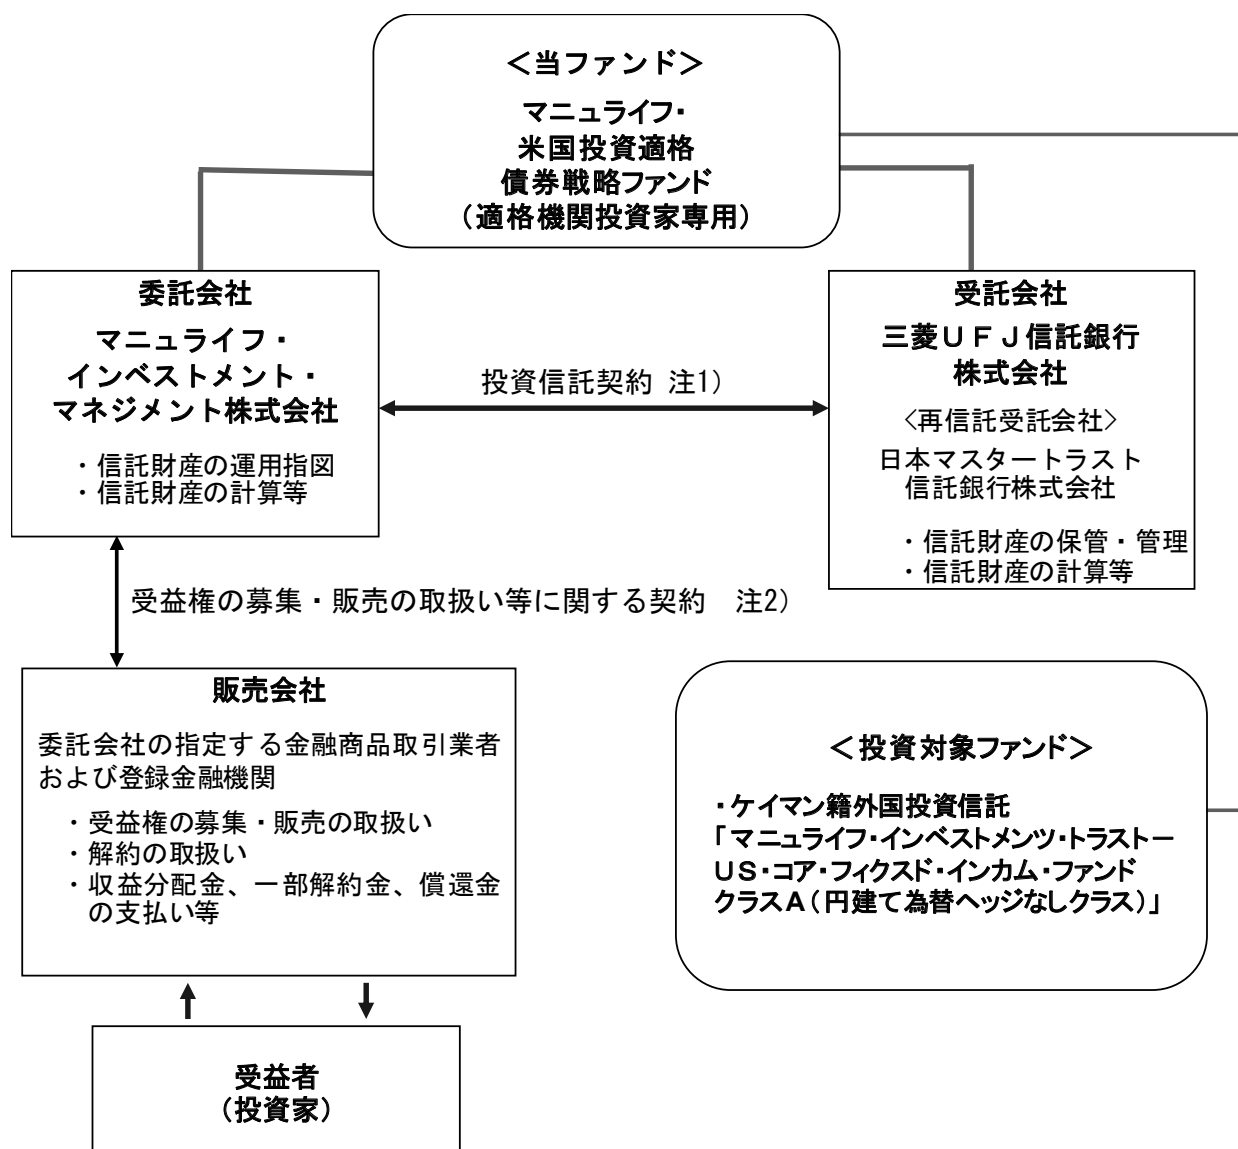 ＜当ファンド＞
マニュライフ・
米国投資適格
債券戦略ファンド
（適格機関投資家専用）
委託会社
マニュライフ・
インベストメント・
マネジメント株式会社
・信託財産の運用指図
・信託財産の計算等
投資信託契約 注1）
受託会社
三菱ＵＦＪ信託銀行
株式会社
〈再信託受託会社〉
日本マスタートラスト
信託銀行株式会社
・信託財産の保管・管理
・信託財産の計算等
受益権の募集・販売の取扱い等に関する契約　注2）
販売会社
委託会社の指定する金融商品取引業者
および登録金融機関
・受益権の募集・販売の取扱い
・解約の取扱い
・収益分配金、一部解約金、償還金
の支払い等
＜投資対象ファンド＞
・ケイマン籍外国投資信託
「マニュライフ・インベストメンツ・トラストー
ＵＳ・コア・フィクスド・インカム・ファンド
クラスＡ（円建て為替ヘッジなしクラス）」
受益者
（投資家）